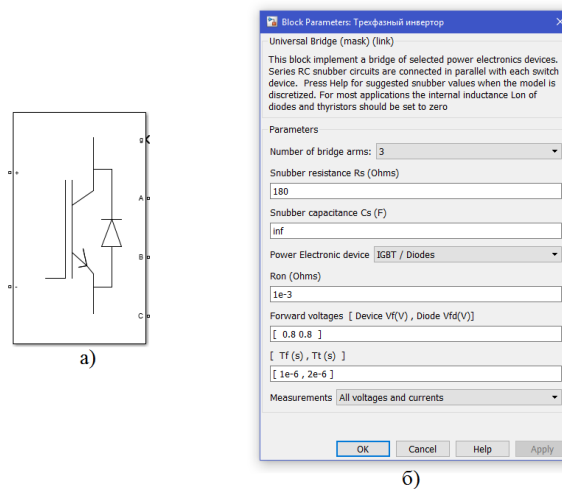 Block Parameters: Трехфазный инвертор
Universal Bridge (mask) (link)
This block implement a bridge of selected power electronics devices.
Series RC snubber circuits are connected in parallel with each switch
device. Press Help for suggested snubber values when the model is
discretized. For most applications the internal inductance Lon of
diodes and thyristors should be set to zero
Parameters
Number of bridge arms: 3
Snubber resistance Rs (Ohms)
180
Snubber capacitance Cs (F)
inf
Power Electronic device IGBT / Diodes
Ron (Ohms)
1e-3
Forward voltages [ Device Vf(V) , Diode Vfd(V)]
[ 0.8 0.8 ]
[ Tf (s) , Tt (s) ]
[ 1e-6 , 2e-6 ]
Measurements All voltages and currents
OK Cancel Help Apply
g
+
A
B
-
C
а)
б)